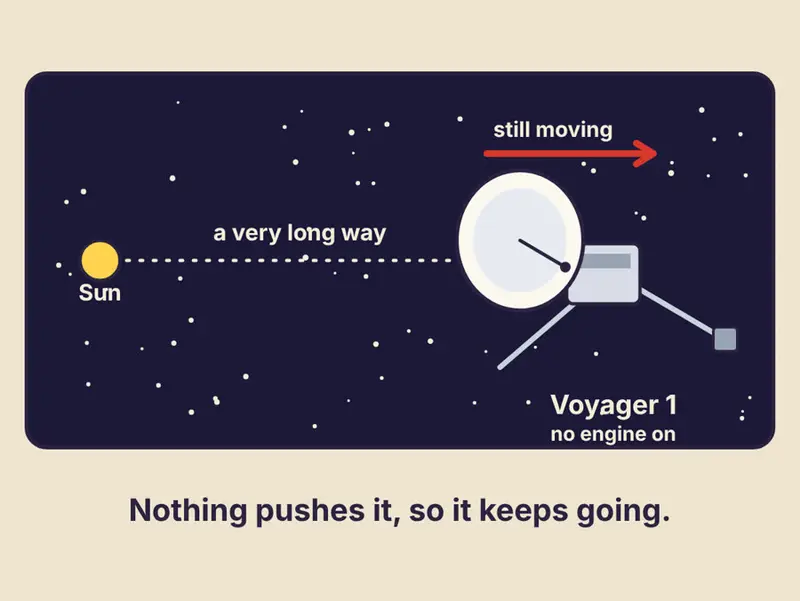 still moving
a very long way
Sun
Voyager 1
no engine on
Nothing pushes it, so it keeps going.